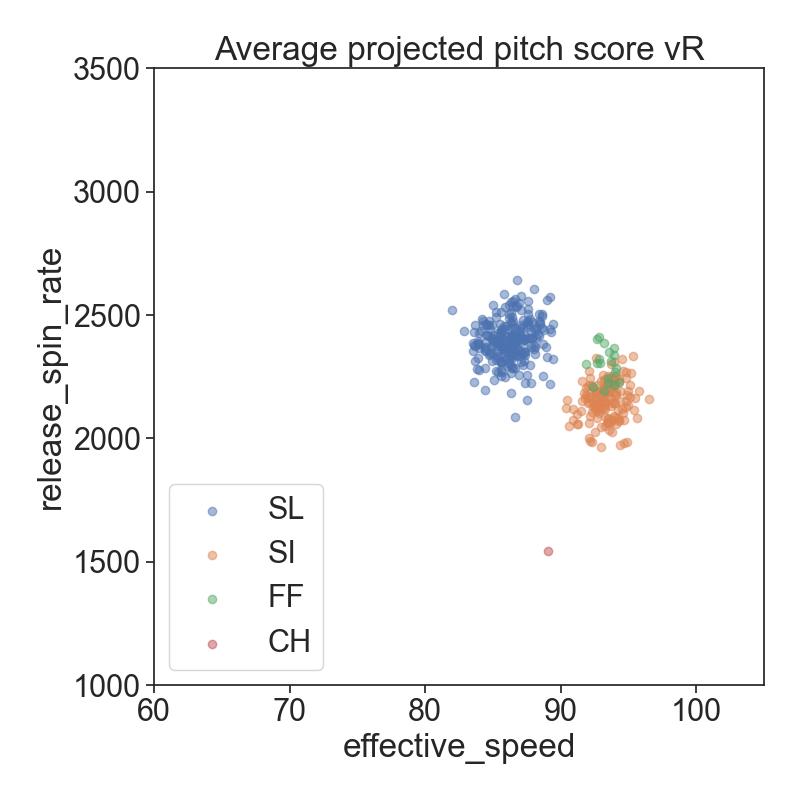 Average projected pitch score vR
3500
3000
2500
2000
1500
1000
release_spin_rate
SL
SI
FF
CH
60
70
80
90
100
effective_speed